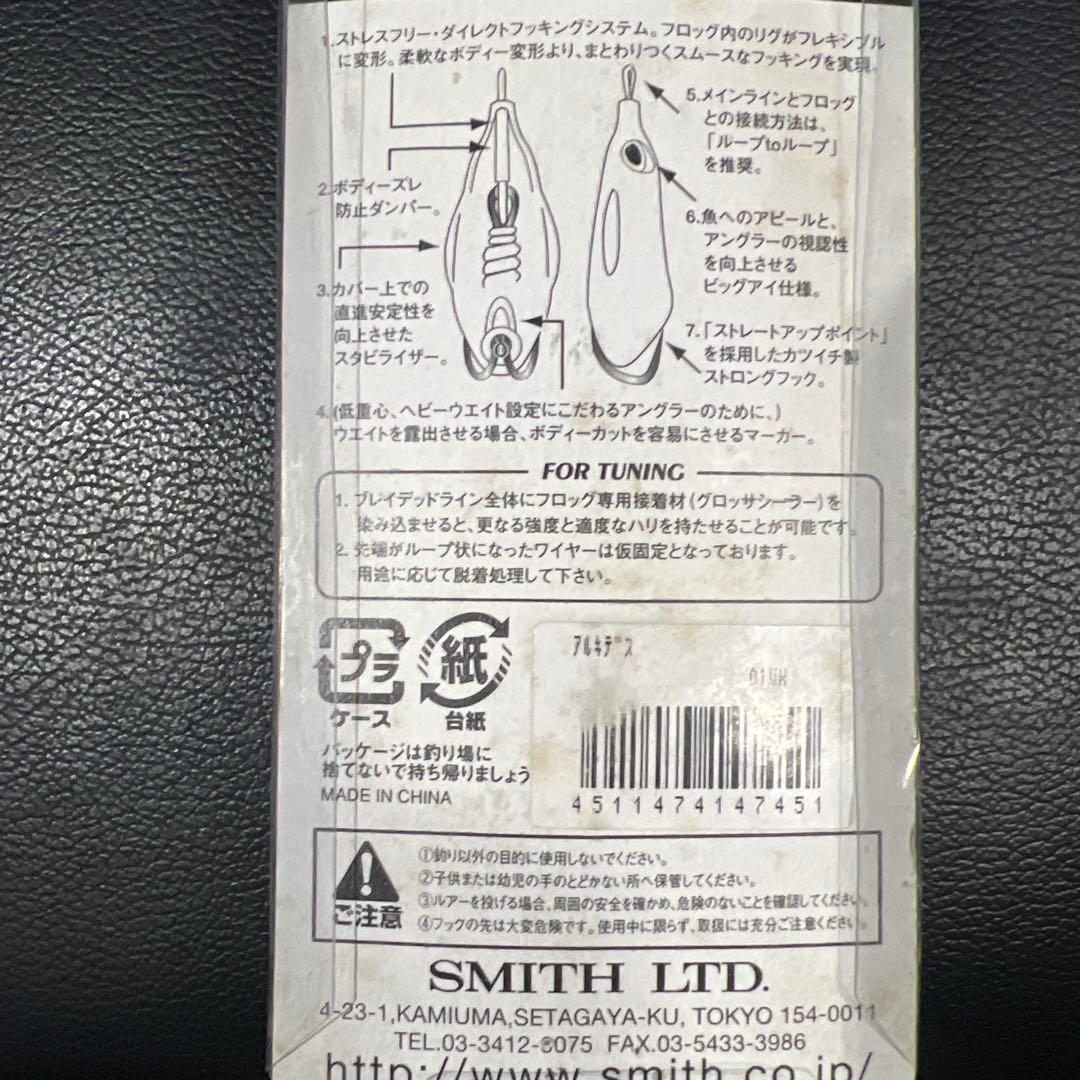 1.ストレスフリー・ダイレクトフッキングシステム。フロッグ内のリグがフレキシブル
に変形。柔軟なボディー変形より、まとわりつくスムースなフッキングを実現。
5.メインラインとフロッグ
との接続方法は、
「ループtoループ」
を推奨。
2.ボディーズレ
防止ダンパー。
6.魚へのアピールと、
アングラーの視認性
を向上させる
ビッグアイ仕様。
3.カバー上での
直進安定性を
向上させた
スタビライザー。
7.「ストレートアップポイント」
を採用したカツイチ製
ストロングフック。
4.(低重心、ヘビーウエイト設定にこだわるアングラーのために、)
ウエイトを露出させる場合、ボディーカットを容易にさせるマーカー。
FOR TUNING
1. ブレイデッドライン全体にフロッグ専用接着材(グロッサシーラー)を
染み込ませると、更なる強度と適度なハリを持たせることが可能です。
2. 先端がループ状になったワイヤーは仮固定となっております。
用途に応じて脱着処理して下さい。
プラ
ケース
紙
台紙
パッケージは釣り場に
捨てないで持ち帰りましょう
MADE IN CHINA
アルキデス
01WH
4511474147451
ご注意
①釣り以外の目的に使用しないでください。
②子供または幼児の手のとどかない所へ保管してください。
③ルアーを投げる場合、周囲の安全を確かめ、危険のないことを確認してください。
④フックの先は大変危険です。使用中に限らず、取扱には充分ご注意ください。
SMITH LTD.
4-23-1,KAMIUMA,SETAGAYA-KU, TOKYO 154-0011
TEL.03-3412-8075 FAX.03-5433-3986
http://www.smith.co.jp/